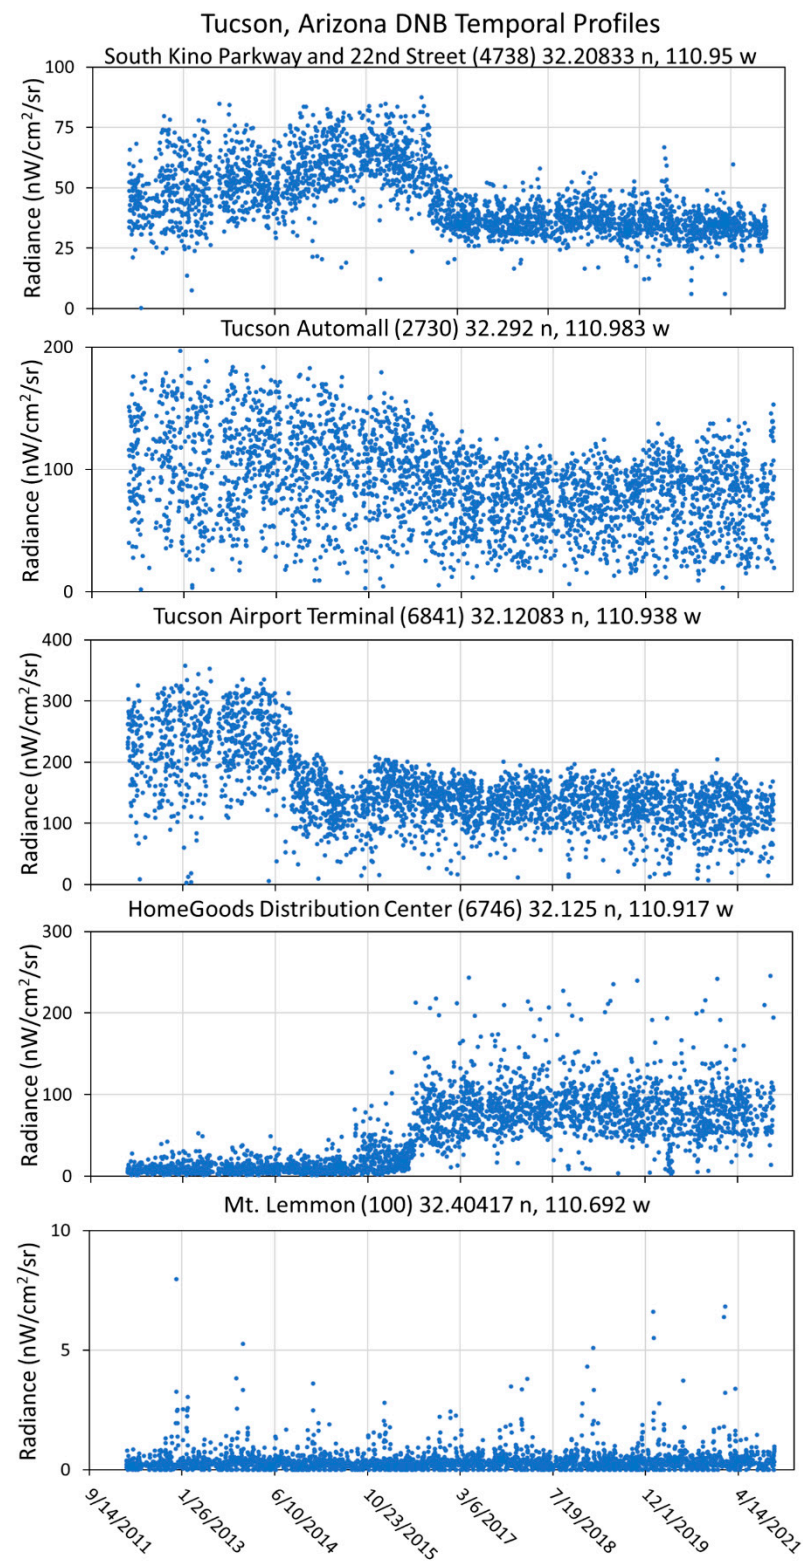 Tucson, Arizona DNB Temporal Profiles
South Kino Parkway and 22nd Street (4738) 32.20833 n, 110.95 w
Radiance (nW/cm²/sr)
100
75
50
25
0
Tucson Automall (2730) 32.292 n, 110.983 w
Radiance (nW/cm²/sr)
200
100
0
Tucson Airport Terminal (6841) 32.12083 n, 110.938 w
Radiance (nW/cm²/sr)
400
300
200
100
0
HomeGoods Distribution Center (6746) 32.125 n, 110.917 w
Radiance (nW/cm²/sr)
300
200
100
0
Mt. Lemmon (100) 32.40417 n, 110.692 w
Radiance (nW/cm²/sr)
10
5
0
9/14/2011
1/26/2013
6/10/2014
10/23/2015
3/6/2017
7/19/2018
12/1/2019
4/14/2021